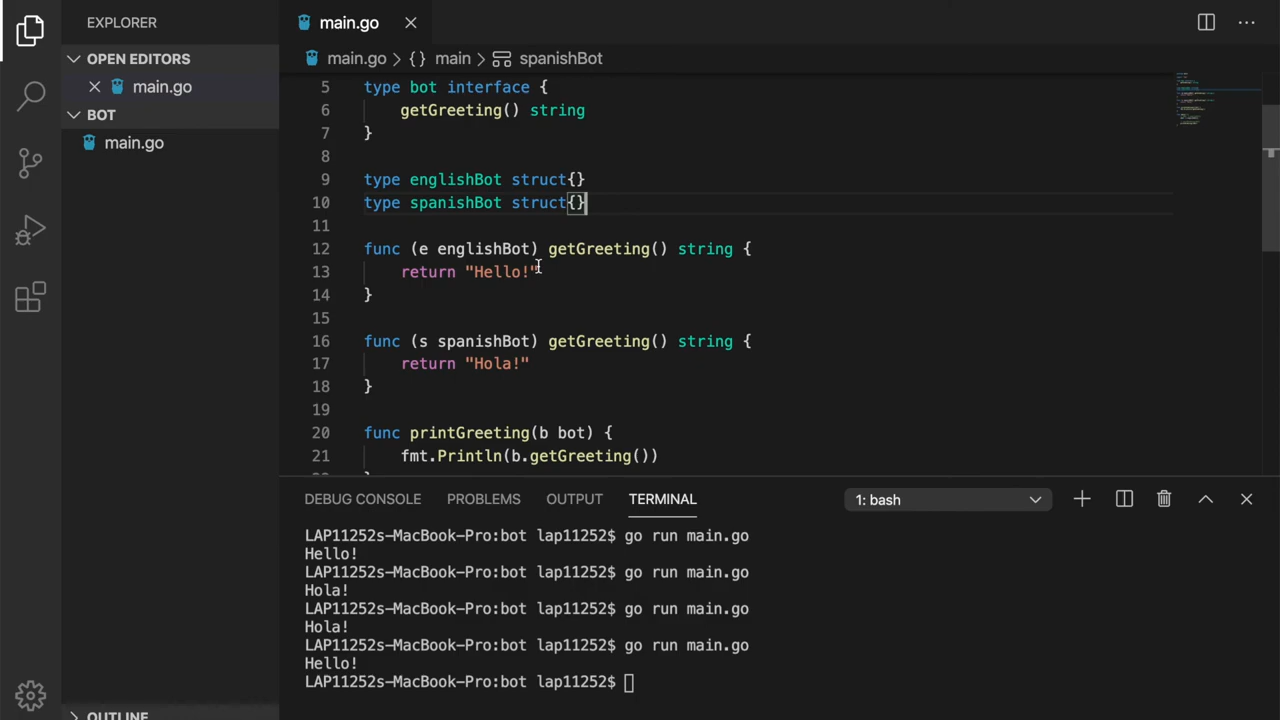 EXPLORER
OPEN EDITORS
main.go
BOT
main.go
OUTLINE
main.go
main.go > {} main > spanishBot
5 type bot interface {
6 getGreeting() string
7 }
8
9 type englishBot struct{}
10 type spanishBot struct{}
11
12 func (e englishBot) getGreeting() string {
13 return "Hello!"
14 }
15
16 func (s spanishBot) getGreeting() string {
17 return "Hola!"
18 }
19
20 func printGreeting(b bot) {
21 fmt.Println(b.getGreeting())
DEBUG CONSOLE PROBLEMS OUTPUT TERMINAL 1: bash
LAP11252s-MacBook-Pro:bot lap11252$ go run main.go
Hello!
LAP11252s-MacBook-Pro:bot lap11252$ go run main.go
Hola!
LAP11252s-MacBook-Pro:bot lap11252$ go run main.go
Hola!
LAP11252s-MacBook-Pro:bot lap11252$ go run main.go
Hello!
LAP11252s-MacBook-Pro:bot lap11252$